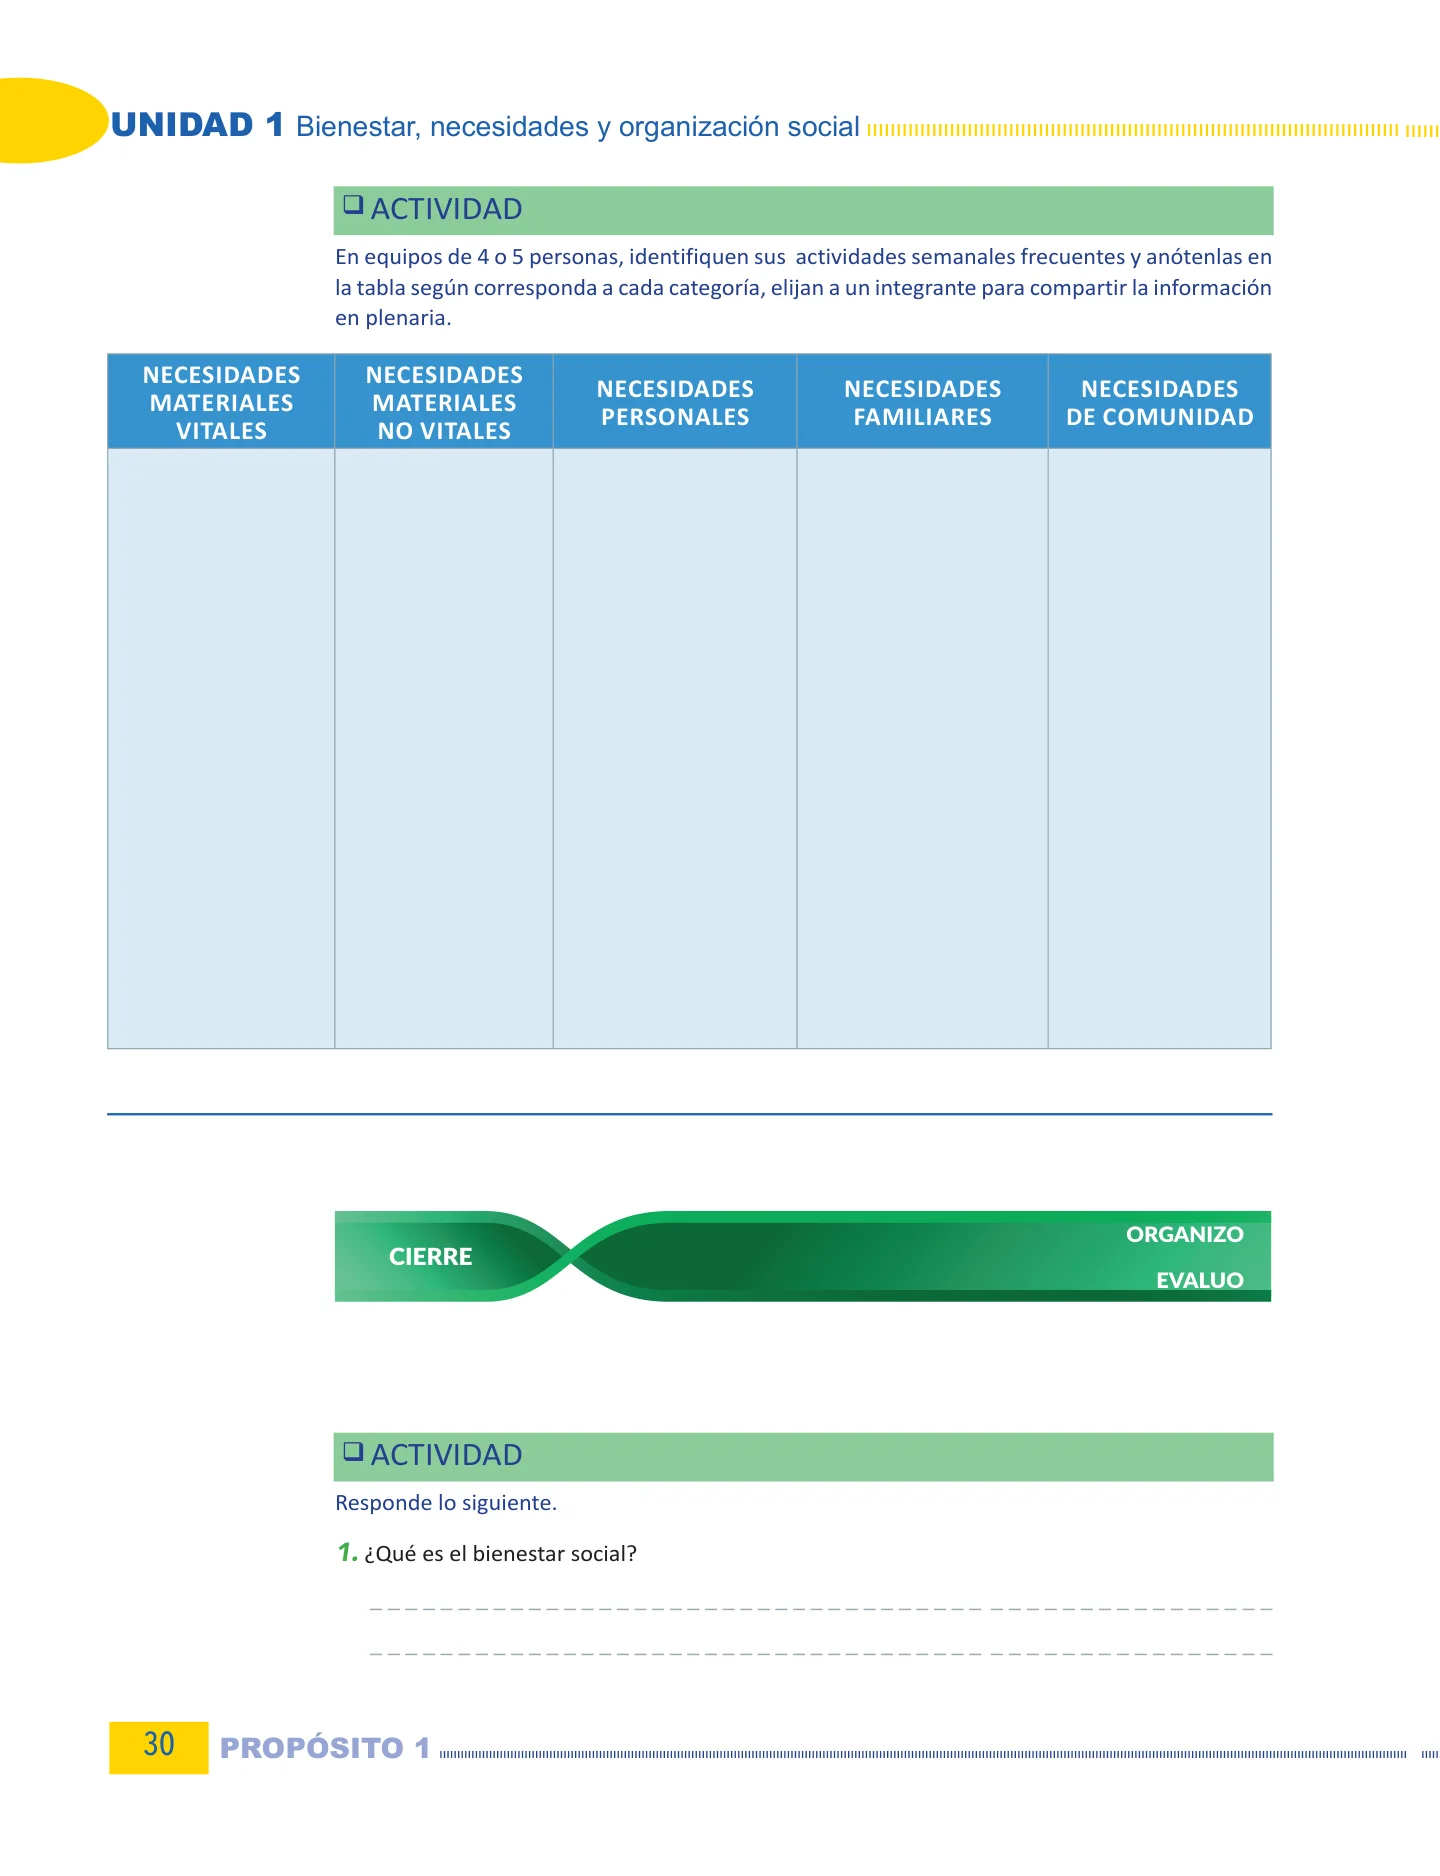 UNIDAD 1 Bienestar, necesidades y organización social
ACTIVIDAD
En equipos de 4 o 5 personas, identifiquen sus  actividades semanales frecuentes y anótenlas en
la tabla según corresponda a cada categoría, elijan a un integrante para compartir la información
en plenaria.
NECESIDADES
MATERIALES
VITALES
NECESIDADES
MATERIALES
NO VITALES
NECESIDADES
PERSONALES
NECESIDADES
FAMILIARES
NECESIDADES
DE COMUNIDAD
CIERRE
ORGANIZO
EVALUO
ACTIVIDAD
Responde lo siguiente.
1. ¿Qué es el bienestar social?
30 PROPÓSITO 1